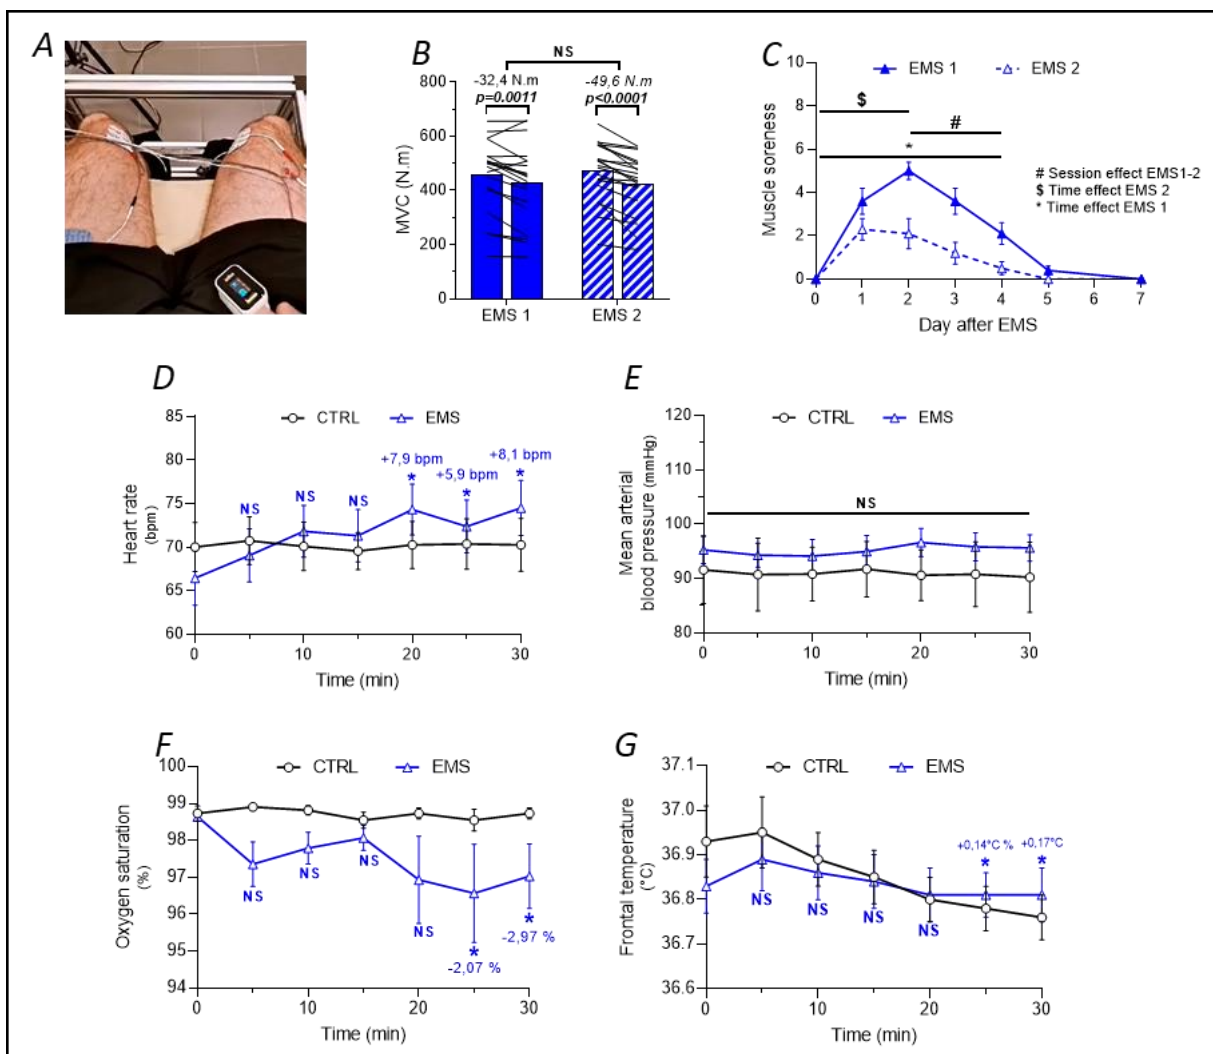 A
B
NS
-32,4 N.m
-49,6 N.m
p=0.0011
p<0.0001
800
600
400
200
0
MVC (N.m)
EMS 1
EMS 2
C
EMS 1
EMS 2
10
8
6
4
2
0
Muscle soreness
$
#
*
# Session effect EMS1-2
$ Time effect EMS 2
* Time effect EMS 1
0 1 2 3 4 5 6 7
Day after EMS
D
CTRL
EMS
85
80
75
70
65
60
Heart rate
(bpm)
NS
NS
NS
+7,9 bpm
*
+5,9 bpm
*
+8,1 bpm
*
0 10 20 30
Time (min)
E
CTRL
EMS
120
110
100
90
80
Mean arterial
blood pressure (mmHg)
NS
0 10 20 30
Time (min)
F
CTRL
EMS
100
99
98
97
96
95
94
Oxygen saturation
(%)
NS
NS
NS
NS
*
-2,07 %
*
-2,97 %
0 10 20 30
Time (min)
G
CTRL
EMS
37.1
37.0
36.9
36.8
36.7
36.6
Frontal temperature
(°C)
NS
NS
NS
NS
+0,14°C %
*
+0,17°C
*
0 10 20 30
Time (min)